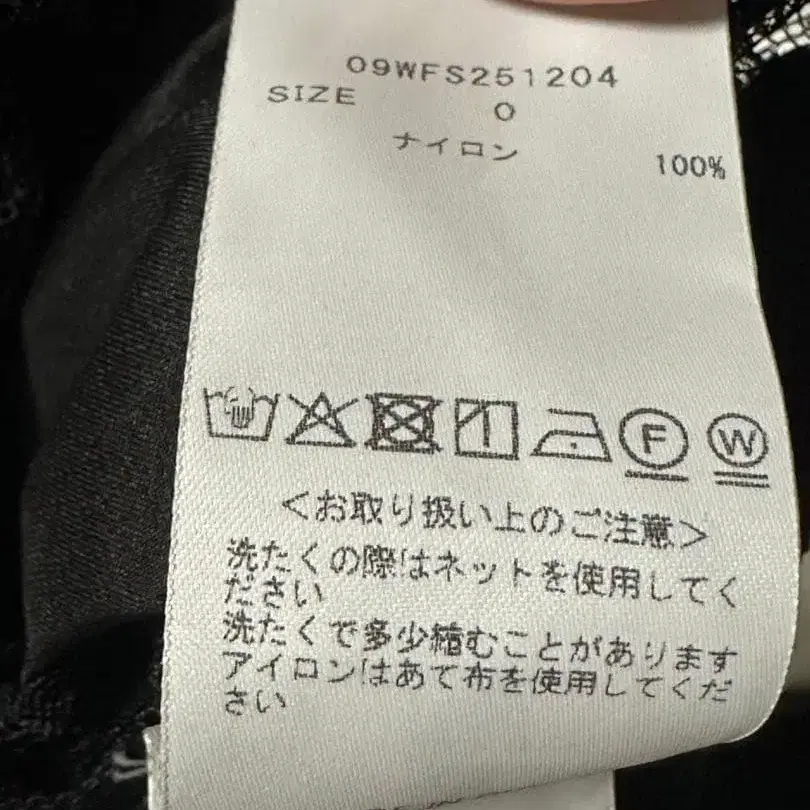 09WFS251204
SIZE 0
ナイロン 100%
F W
<お取り扱い上のご注意>
洗たくの際はネットを使用してく
ださい
洗たくで多少縮むことがあります
アイロンはあて布を使用してくだ
さい